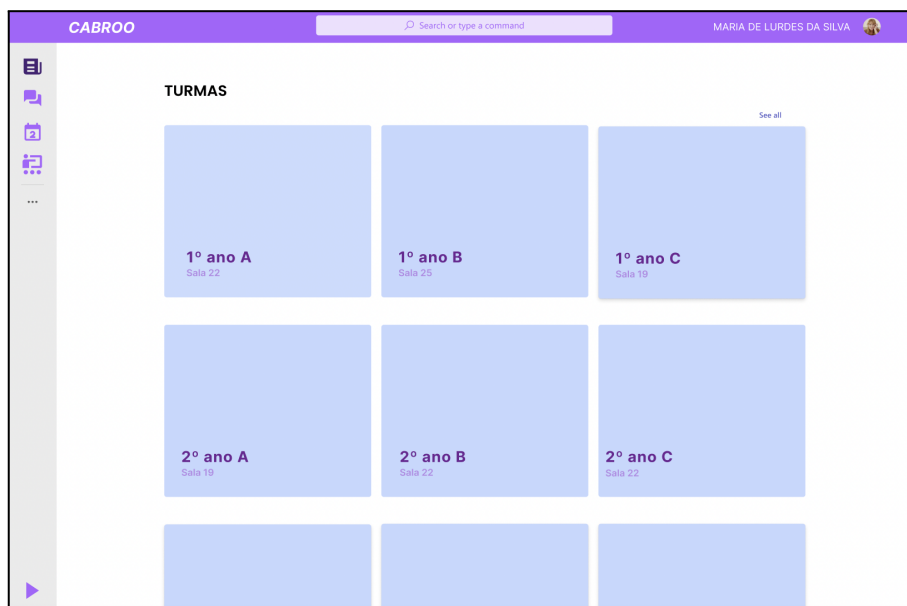 CABROO
Search or type a command
MARIA DE LURDES DA SILVA
2
...
TURMAS
See all
1º ano A
Sala 22
1º ano B
Sala 25
1º ano C
Sala 19
2º ano A
Sala 19
2º ano B
Sala 22
2º ano C
Sala 22